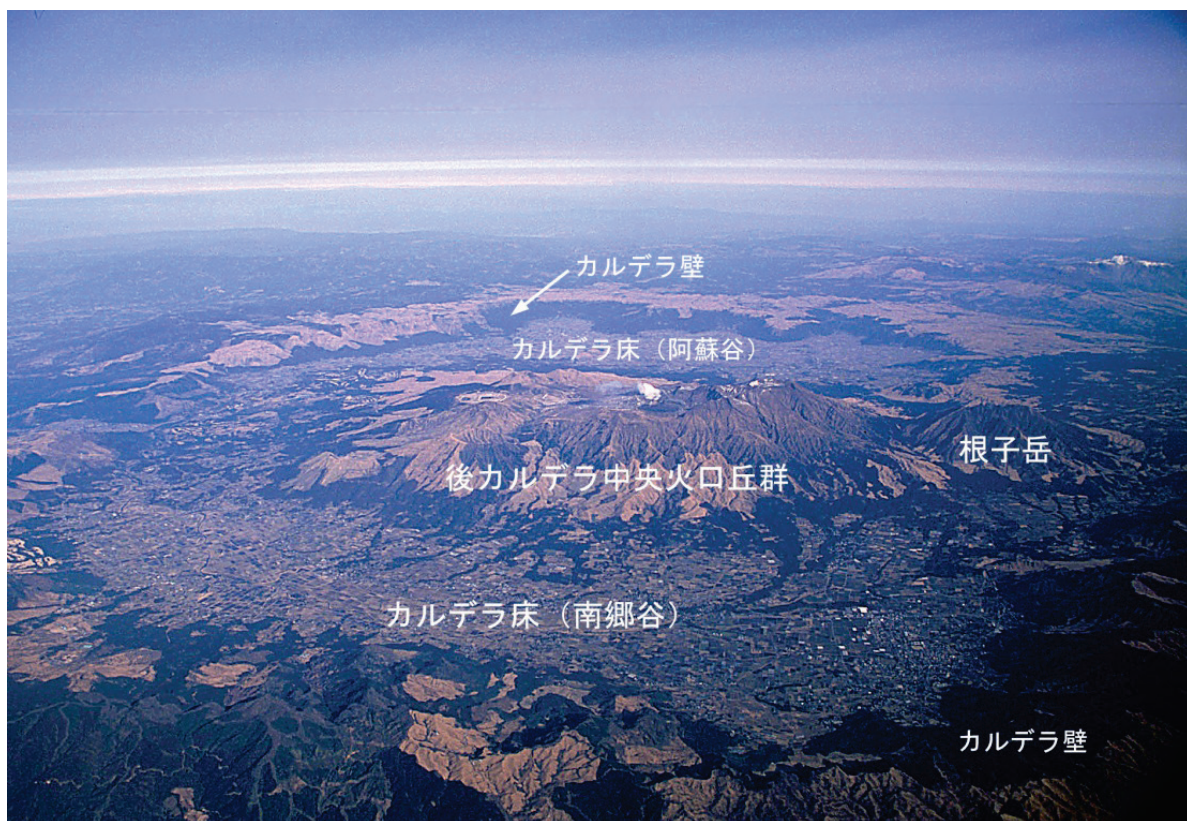 カルデラ壁
カルデラ床（阿蘇谷）
根子岳
後カルデラ中央火口丘群
カルデラ床（南郷谷）
カルデラ壁